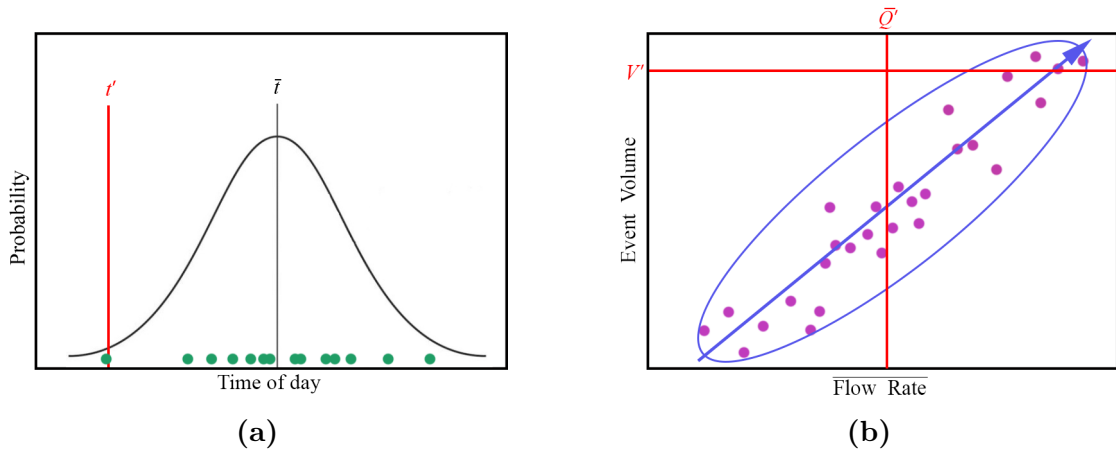 t′
t̄
Probability
Time of day
(a)
Q̄′
V′
Event Volume
Flow Rate
(b)